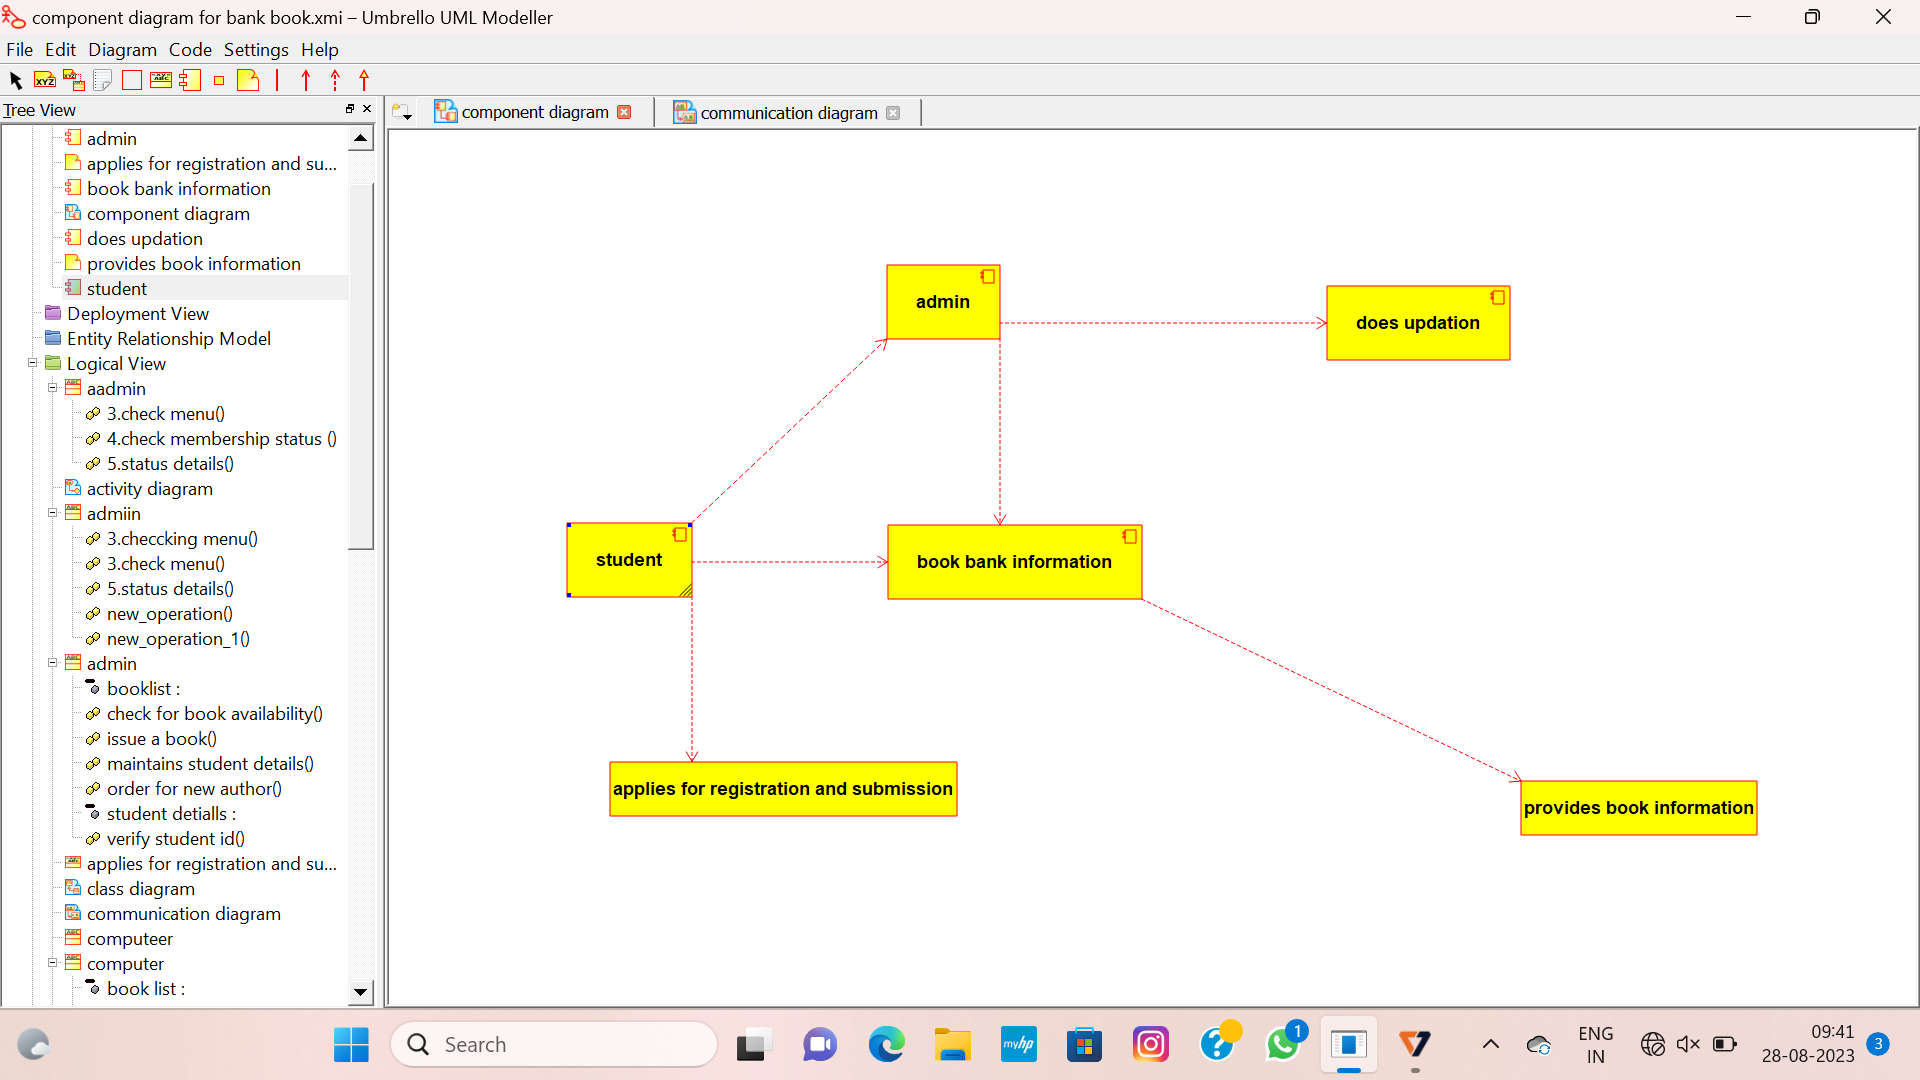 component diagram for bank book.xmi – Umbrello UML Modeller
File Edit Diagram Code Settings Help
Tree View
component diagram
communication diagram
admin
applies for registration and su...
book bank information
component diagram
does updation
provides book information
student
Deployment View
Entity Relationship Model
Logical View
aadmin
3.check menu()
4.check membership status ()
5.status details()
activity diagram
admiin
3.checcking menu()
3.check menu()
5.status details()
new_operation()
new_operation_1()
admin
booklist :
check for book availability()
issue a book()
maintains student details()
order for new author()
student detialls :
verify student id()
applies for registration and su...
class diagram
communication diagram
computeer
computer
book list :
admin
does updation
student
book bank information
applies for registration and submission
provides book information
Search
myhp
1
ENG
IN
09:41
28-08-2023
3